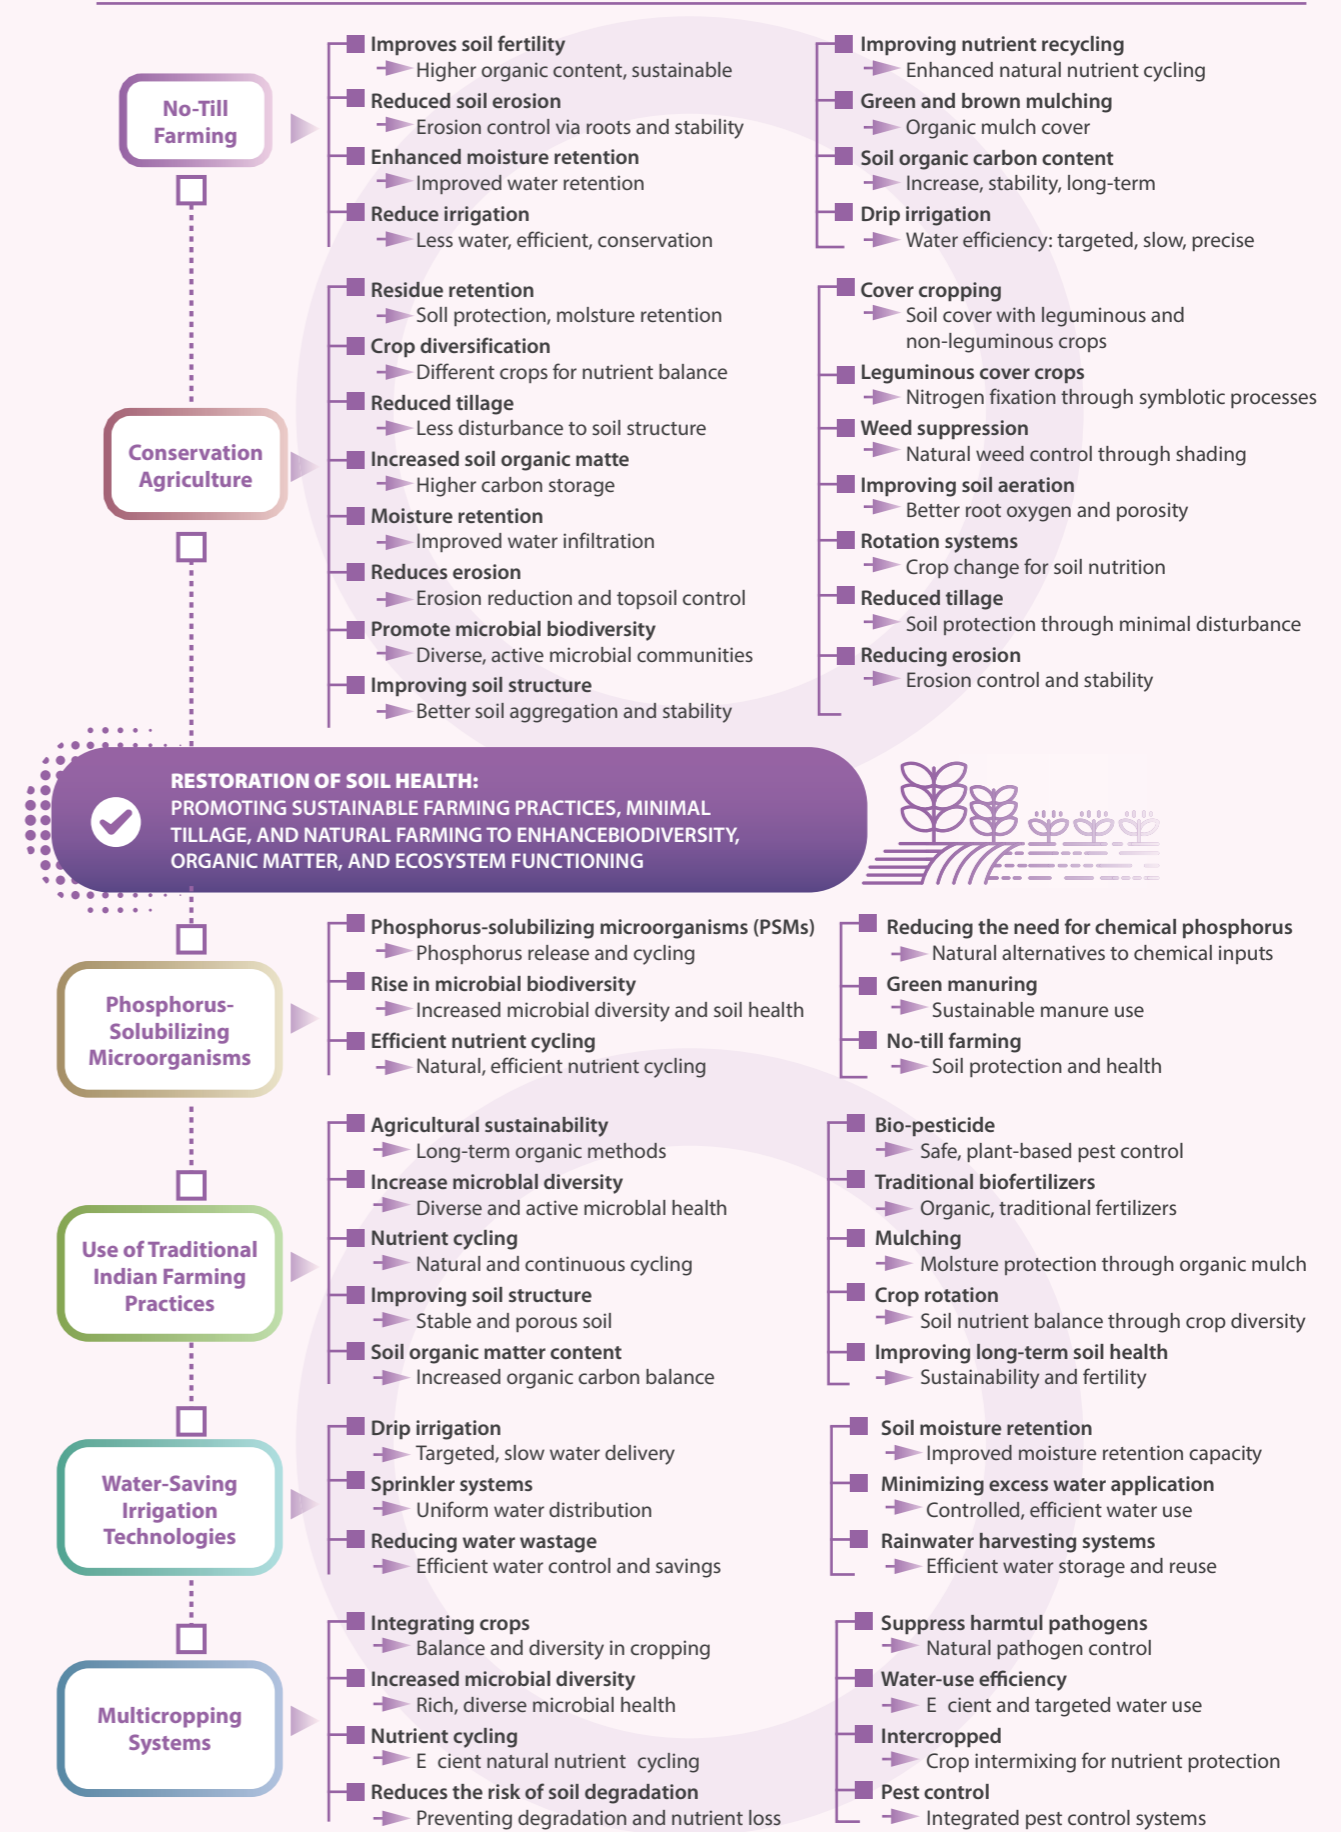 No-Till
Farming
Improves soil fertility
Higher organic content, sustainable
Reduced soil erosion
Erosion control via roots and stability
Enhanced moisture retention
Improved water retention
Reduce irrigation
Less water, efficient, conservation
Improving nutrient recycling
Enhanced natural nutrient cycling
Green and brown mulching
Organic mulch cover
Soil organic carbon content
Increase, stability, long-term
Drip irrigation
Water efficiency: targeted, slow, precise
Conservation
Agriculture
Residue retention
Soll protection, molsture retention
Crop diversification
Different crops for nutrient balance
Reduced tillage
Less disturbance to soil structure
Increased soil organic matte
Higher carbon storage
Moisture retention
Improved water infiltration
Reduces erosion
Erosion reduction and topsoil control
Promote microbial biodiversity
Diverse, active microbial communities
Improving soil structure
Better soil aggregation and stability
Cover cropping
Soil cover with leguminous and
non-leguminous crops
Leguminous cover crops
Nitrogen fixation through symblotic processes
Weed suppression
Natural weed control through shading
Improving soil aeration
Better root oxygen and porosity
Rotation systems
Crop change for soil nutrition
Reduced tillage
Soil protection through minimal disturbance
Reducing erosion
Erosion control and stability
RESTORATION OF SOIL HEALTH:
PROMOTING SUSTAINABLE FARMING PRACTICES, MINIMAL
TILLAGE, AND NATURAL FARMING TO ENHANCEBIODIVERSITY,
ORGANIC MATTER, AND ECOSYSTEM FUNCTIONING
Phosphorus-
Solubilizing
Microorganisms
Phosphorus-solubilizing microorganisms (PSMs)
Phosphorus release and cycling
Rise in microbial biodiversity
Increased microbial diversity and soil health
Efficient nutrient cycling
Natural, efficient nutrient cycling
Reducing the need for chemical phosphorus
Natural alternatives to chemical inputs
Green manuring
Sustainable manure use
No-till farming
Soil protection and health
Use of Traditional
Indian Farming
Practices
Agricultural sustainability
Long-term organic methods
Increase microblal diversity
Diverse and active microblal health
Nutrient cycling
Natural and continuous cycling
Improving soil structure
Stable and porous soil
Soil organic matter content
Increased organic carbon balance
Bio-pesticide
Safe, plant-based pest control
Traditional biofertilizers
Organic, traditional fertilizers
Mulching
Molsture protection through organic mulch
Crop rotation
Soil nutrient balance through crop diversity
Improving long-term soil health
Sustainability and fertility
Water-Saving
Irrigation
Technologies
Drip irrigation
Targeted, slow water delivery
Sprinkler systems
Uniform water distribution
Reducing water wastage
Efficient water control and savings
Soil moisture retention
Improved moisture retention capacity
Minimizing excess water application
Controlled, efficient water use
Rainwater harvesting systems
Efficient water storage and reuse
Multicropping
Systems
Integrating crops
Balance and diversity in cropping
Increased microbial diversity
Rich, diverse microbial health
Nutrient cycling
E cient natural nutrient cycling
Reduces the risk of soil degradation
Preventing degradation and nutrient loss
Suppress harmtul pathogens
Natural pathogen control
Water-use efficiency
E cient and targeted water use
Intercropped
Crop intermixing for nutrient protection
Pest control
Integrated pest control systems